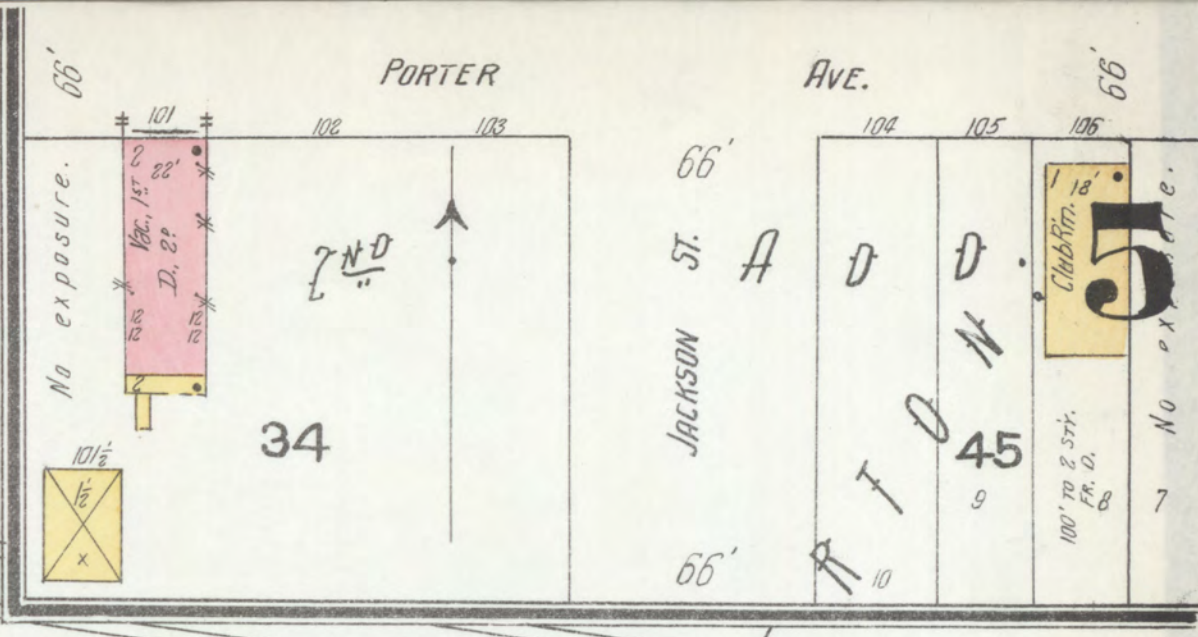 PORTER AVE.
66'
66'
101
102
103
104
105
106
No exposure.
2
22'
Vac., 1ST
D., 2D
12
12
12
12
2
2ND
34
101½
1½
X
66'
JACKSON ST.
66'
A D D N.
R T O N
45
9
10
1
18'
Club Rm.
5
100' TO 2 STY.
FR. D.
8
No exposure.
7